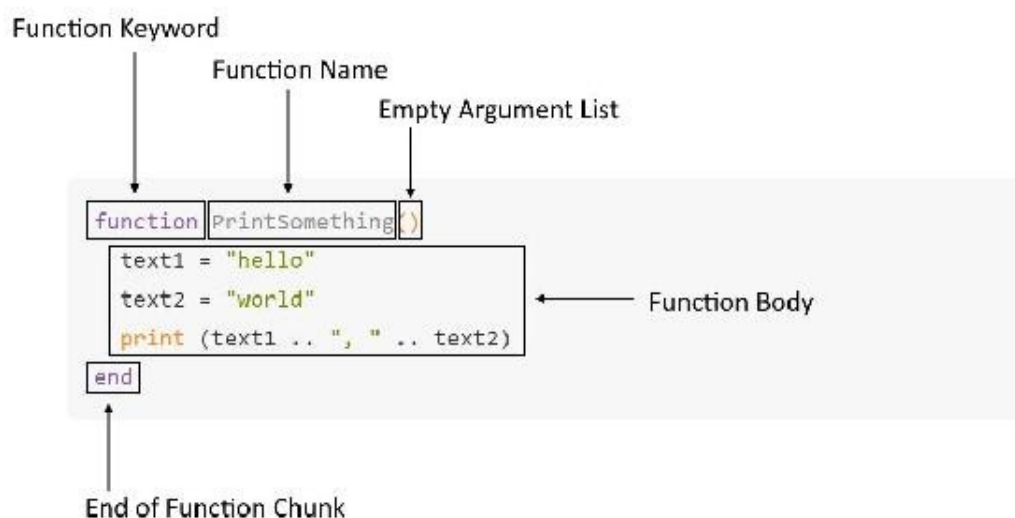 Function Keyword
Function Name
Empty Argument List
function PrintSomething()
text1 = "hello"
text2 = "world"
print (text1 .. ", " .. text2)
Function Body
end
End of Function Chunk